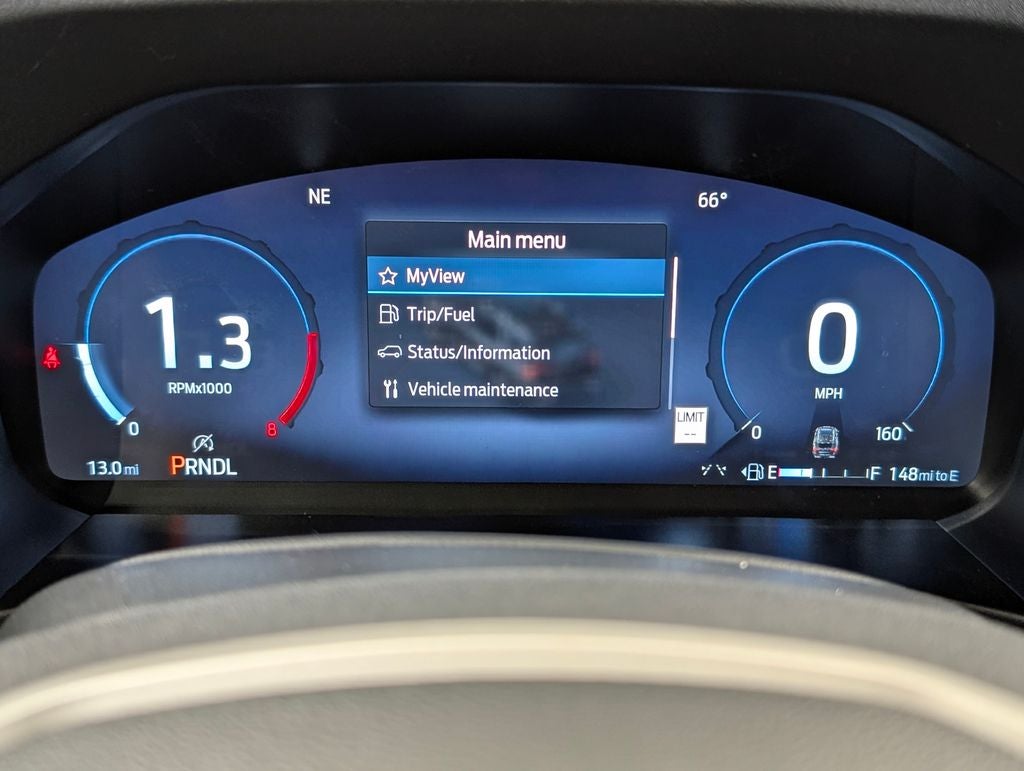 NE
66°
Main menu
MyView
Trip/Fuel
Status/Information
Vehicle maintenance
1.3
RPMx1000
0
8
0
MPH
0
160
LIMIT
--
13.0 mi
PRNDL
E
F
148 mi to E